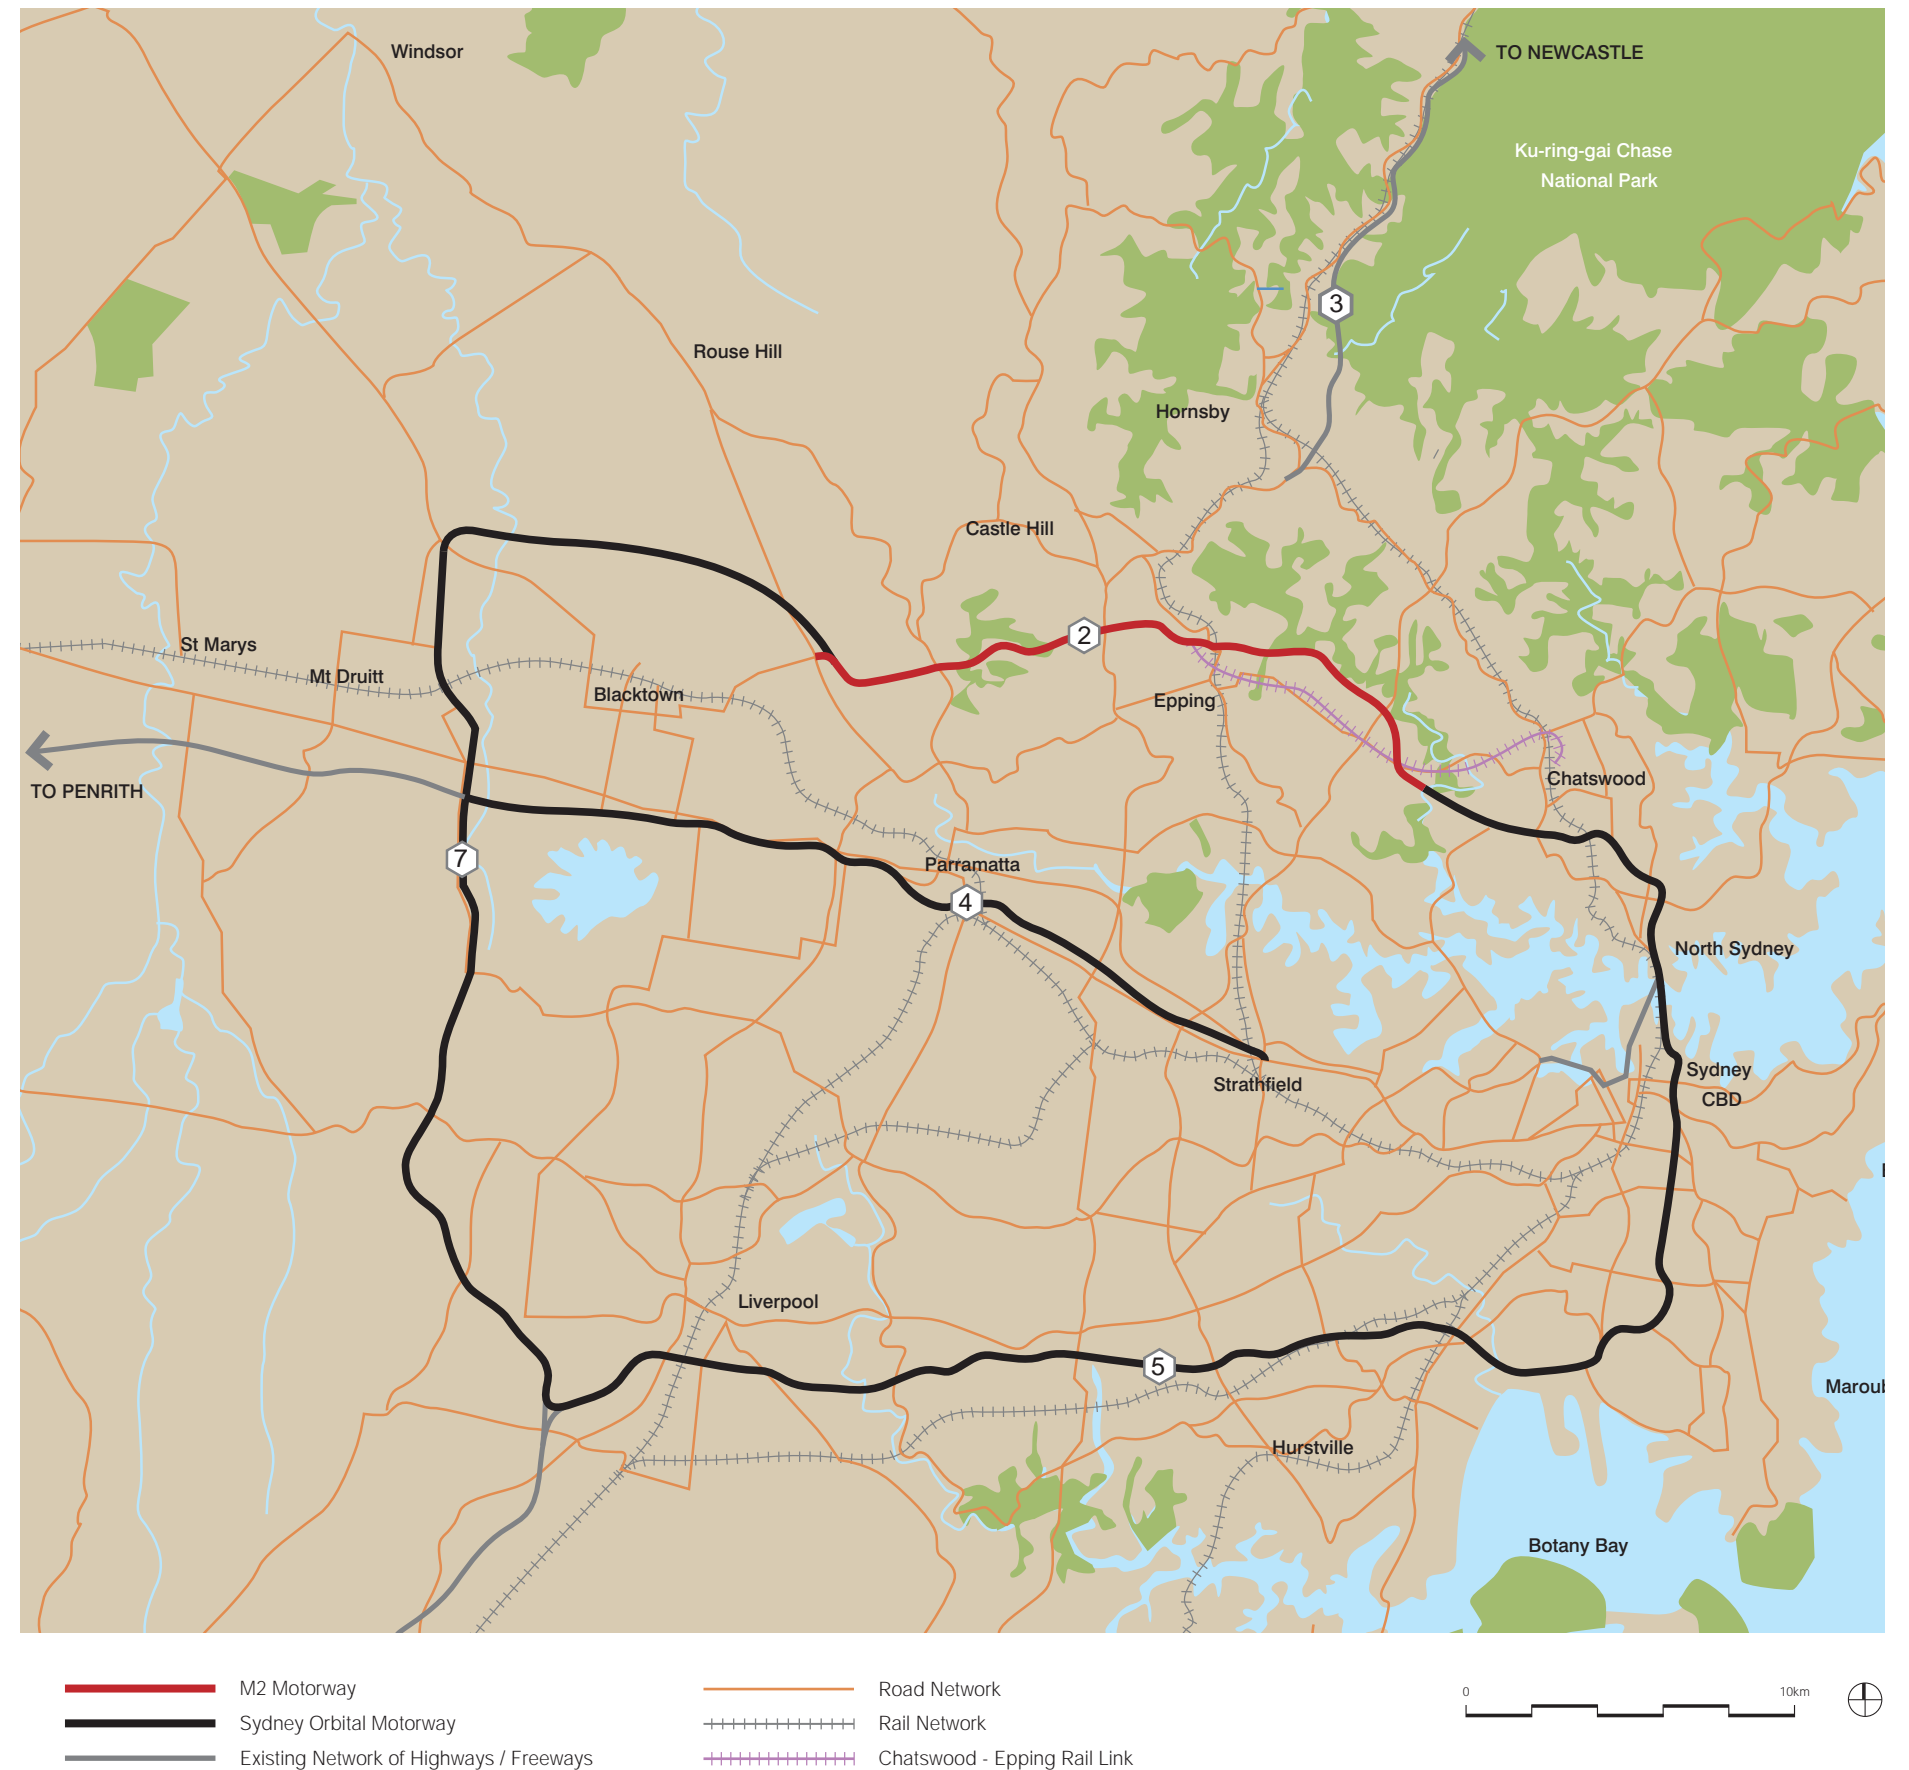 Windsor
TO NEWCASTLE
Ku-ring-gai Chase
National Park
3
Rouse Hill
Hornsby
Castle Hill
2
St Marys
Mt Druitt
Blacktown
Epping
TO PENRITH
Chatswood
7
Parramatta
4
North Sydney
Strathfield
Sydney
CBD
Liverpool
5
Maroub
Hurstville
Botany Bay
M2 Motorway
Sydney Orbital Motorway
Existing Network of Highways / Freeways
Road Network
Rail Network
Chatswood - Epping Rail Link
0 10km